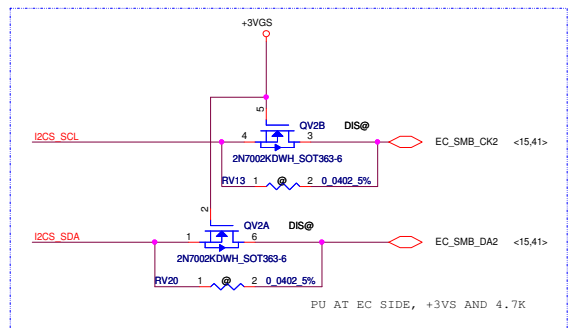 +3VGS
5
QV2B DIS@
I2CS_SCL 4 3 EC_SMB_CK2 <15,41>
2N7002KDWH_SOT363-6
RV13 1 @ 2 0_0402_5%
2
QV2A DIS@
I2CS_SDA 1 6 EC_SMB_DA2 <15,41>
2N7002KDWH_SOT363-6
RV20 1 @ 2 0_0402_5%
PU AT EC SIDE, +3VS AND 4.7K